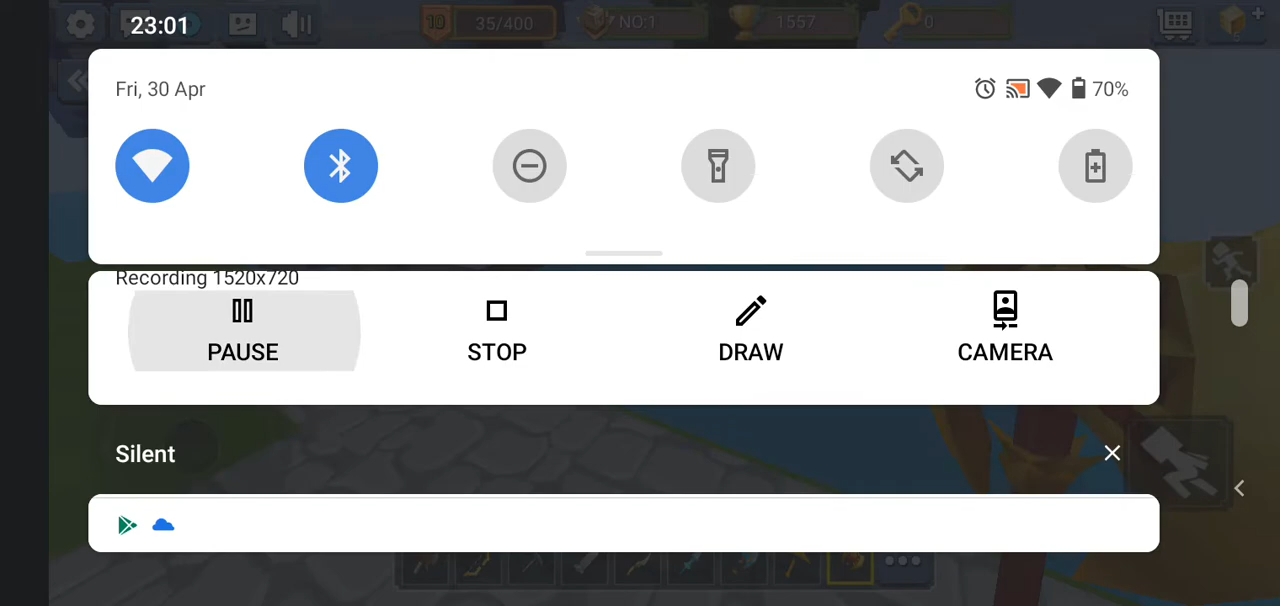 23:01
10 35/400 NO:1 1557 0
Fri, 30 Apr 70%
Recording 1520x720
PAUSE STOP DRAW CAMERA
Silent